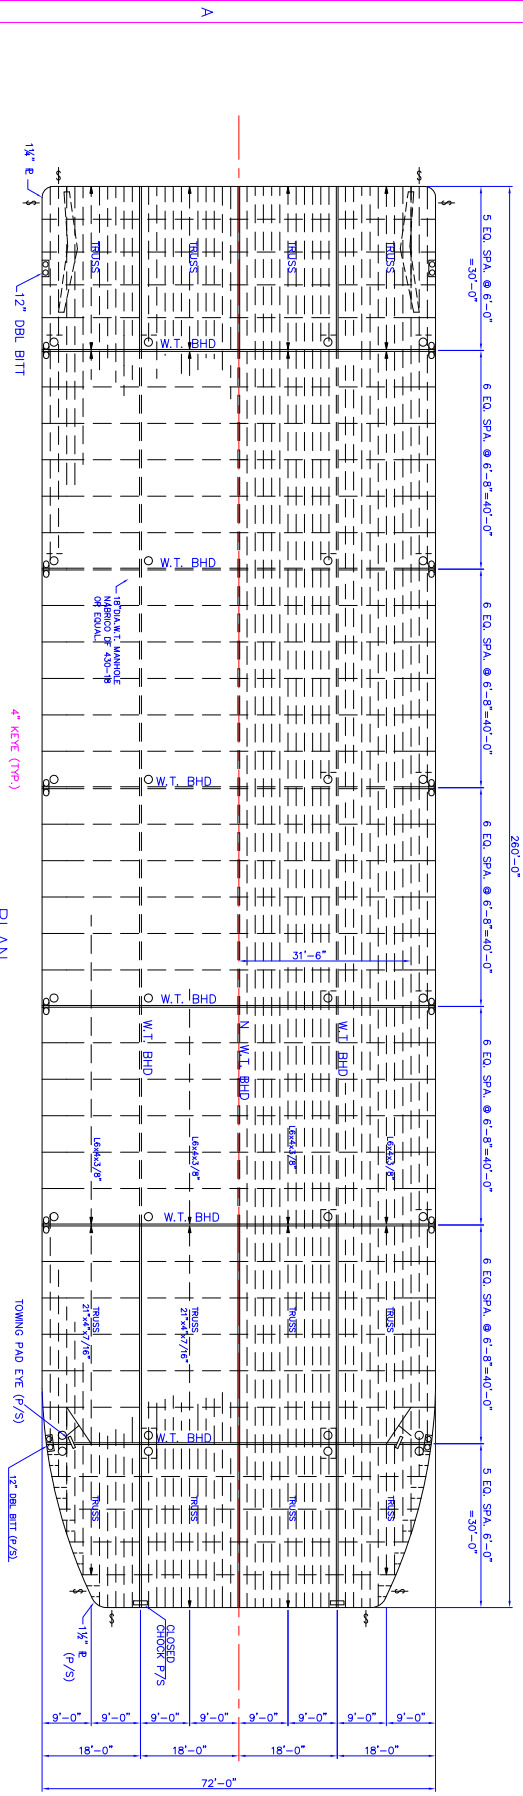 A
260'-0"
5 EQ. SPA. @ 6'-0"
=30'-0"
6 EQ. SPA. @ 6'-8"=40'-0"
6 EQ. SPA. @ 6'-8"=40'-0"
6 EQ. SPA. @ 6'-8"=40'-0"
6 EQ. SPA. @ 6'-8"=40'-0"
6 EQ. SPA. @ 6'-8"=40'-0"
5 EQ. SPA. 6'-0"
=30'-0"
TRUSS
TRUSS
TRUSS
TRUSS
W.T. BHD
W.T. BHD
W.T. BHD
W.T. BHD
W.T. BHD
W.T. BHD
31'-6"
W.T. BHD
N W.T. BHD
W.T. BHD
L6x4x3/8"
L6x4x3/8"
L6x4x3/8"
L6x4x3/8"
TRUSS
TRUSS
TRUSS
21"x4"x7/16"
TRUSS
21"x4"x7/16"
TRUSS
TRUSS
TRUSS
TRUSS
18"DIA.W.T. MANHOLE
NABRICO DF 430-18
OR EQUAL
1¼" PL
12" DBL BITT
4" KEYE (TYP.)
PLAN
TOWING PAD EYE (P/S)
12" DBL BITT (P/S)
1½" PL
(P/S)
CLOSED
CHOCK P/S
9'-0"
9'-0"
9'-0"
9'-0"
9'-0"
9'-0"
9'-0"
9'-0"
18'-0"
18'-0"
18'-0"
18'-0"
72'-0"